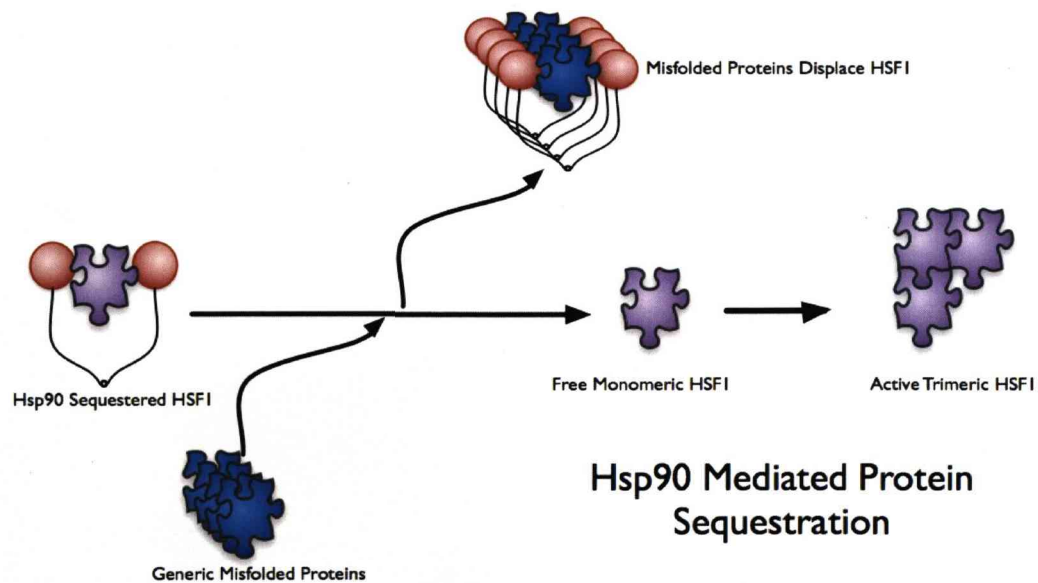 Misfolded Proteins Displace HSF1
Hsp90 Sequestered HSF1
Free Monomeric HSF1
Active Trimeric HSF1
Generic Misfolded Proteins
Hsp90 Mediated Protein
Sequestration